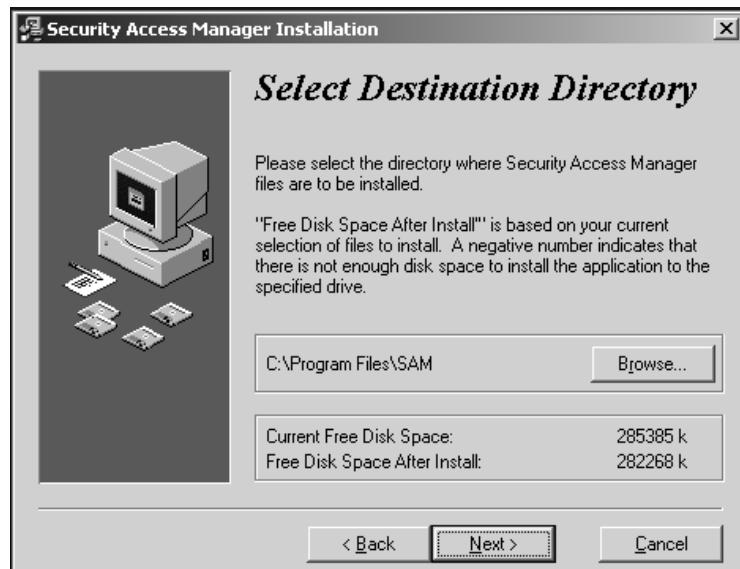 Security Access Manager Installation
Select Destination Directory
Please select the directory where Security Access Manager
files are to be installed.
"Free Disk Space After Install"' is based on your current
selection of files to install. A negative number indicates that
there is not enough disk space to install the application to the
specified drive.
C:\Program Files\SAM
Browse...
Current Free Disk Space: 285385 k
Free Disk Space After Install: 282268 k
< Back
Next >
Cancel